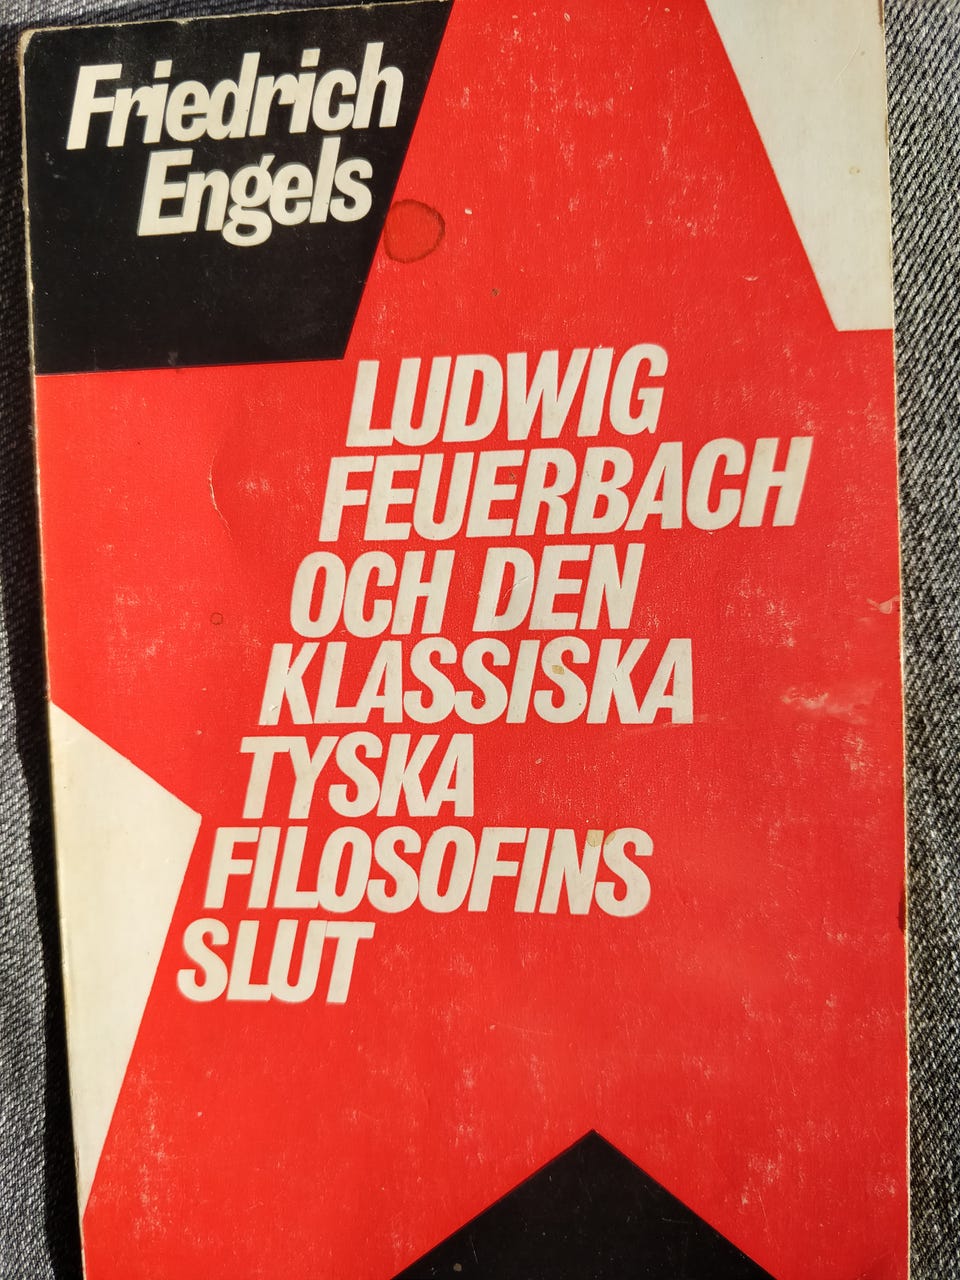 Friedrich
Engels
LUDWIG
FEUERBACH
OCH DEN
KLASSISKA
TYSKA
FILOSOFINS
SLUT